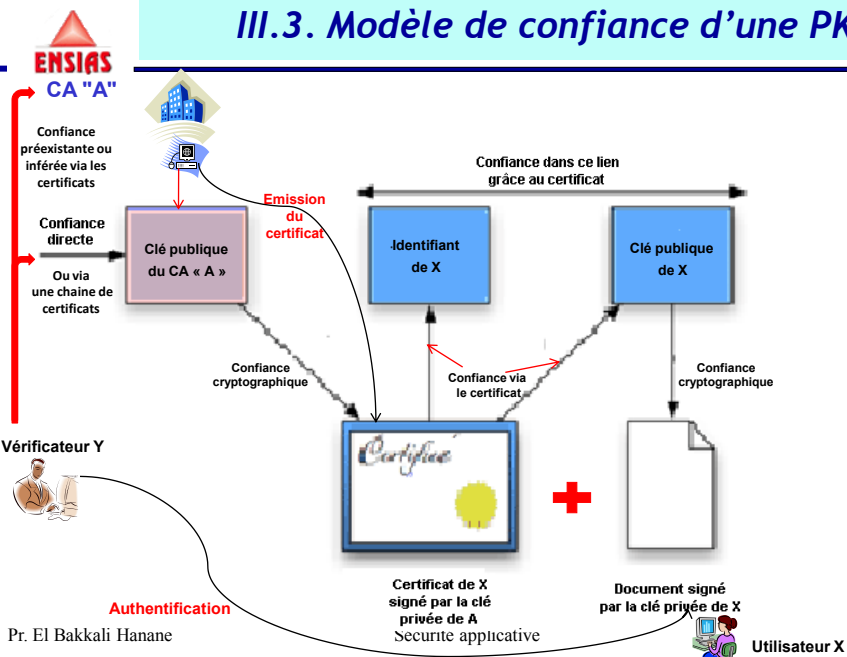 III.3. Modèle de confiance d'une PK
ENSIAS
CA "A"
Confiance
préexistante ou
inférée via les
certificats
Confiance
directe
Ou via
une chaine de
certificats
Clé publique
du CA « A »
Emission
du
certificat
Confiance dans ce lien
grâce au certificat
Identifiant
de X
Clé publique
de X
Confiance
cryptographique
Confiance via
le certificat
Confiance
cryptographique
Vérificateur Y
Certificat de X
signé par la clé
privée de A
Document signé
par la clé privée de X
Authentification
Pr. El Bakkali Hanane
Sécurité applicative
Utilisateur X